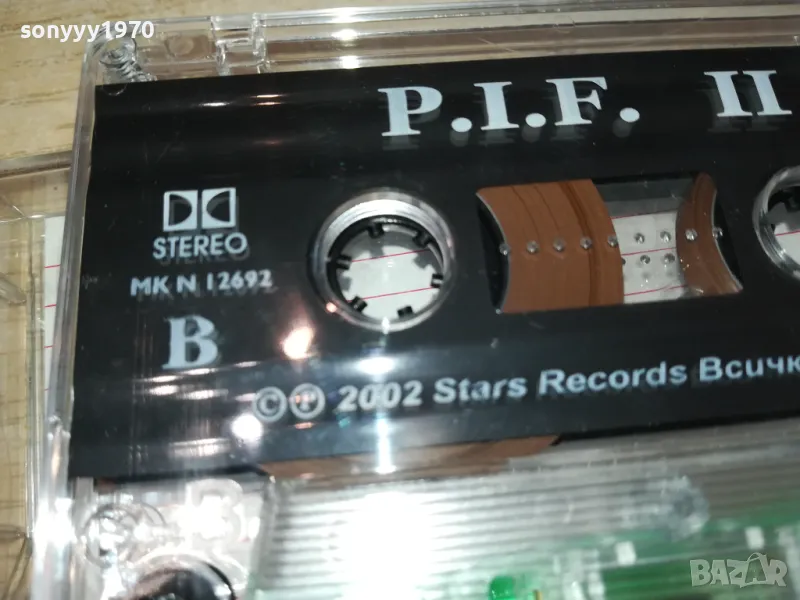 sonyyy1970
P.I.F. II
STEREO
MK N 12692
B
© ℗ 2002 Stars Records Всичк
BAZAR